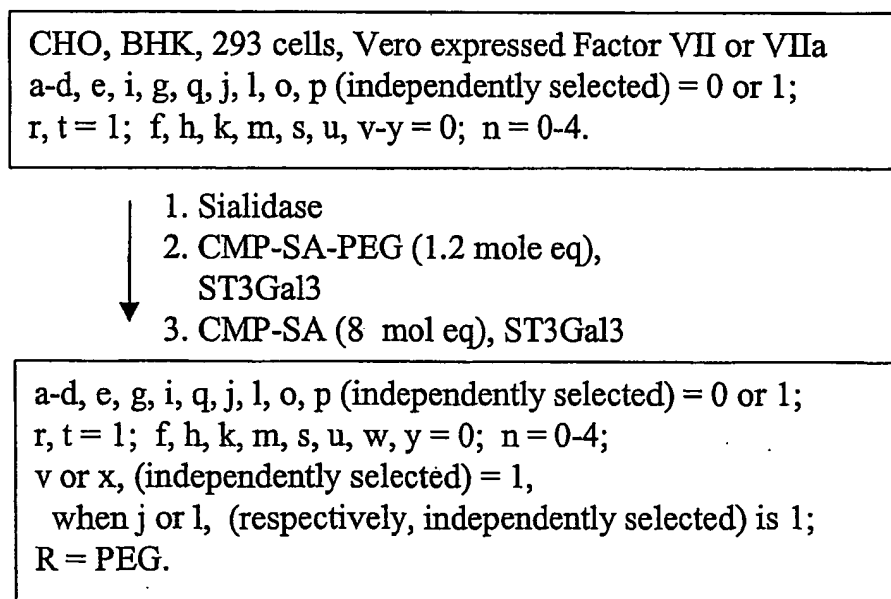 CHO, BHK, 293 cells, Vero expressed Factor VII or VIIa
a-d, e, i, g, q, j, l, o, p (independently selected) = 0 or 1;
r, t = 1; f, h, k, m, s, u, v-y = 0; n = 0-4.
1. Sialidase
2. CMP-SA-PEG (1.2 mole eq),
ST3Gal3
3. CMP-SA (8 mol eq), ST3Gal3
a-d, e, g, i, q, j, l, o, p (independently selected) = 0 or 1;
r, t = 1; f, h, k, m, s, u, w, y = 0; n = 0-4;
v or x, (independently selected) = 1,
when j or l, (respectively, independently selected) is 1;
R = PEG.